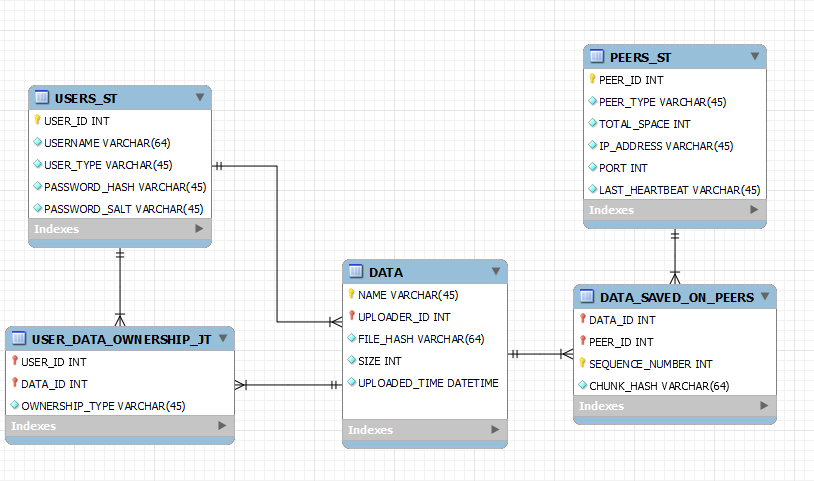 USERS_ST
USER_ID INT
USERNAME VARCHAR(64)
USER_TYPE VARCHAR(45)
PASSWORD_HASH VARCHAR(45)
PASSWORD_SALT VARCHAR(45)
Indexes
PEERS_ST
PEER_ID INT
PEER_TYPE VARCHAR(45)
TOTAL_SPACE INT
IP_ADDRESS VARCHAR(45)
PORT INT
LAST_HEARTBEAT VARCHAR(45)
Indexes
USER_DATA_OWNERSHIP_JT
USER_ID INT
DATA_ID INT
OWNERSHIP_TYPE VARCHAR(45)
Indexes
DATA
NAME VARCHAR(45)
UPLOADER_ID INT
FILE_HASH VARCHAR(64)
SIZE INT
UPLOADED_TIME DATETIME
Indexes
DATA_SAVED_ON_PEERS
DATA_ID INT
PEER_ID INT
SEQUENCE_NUMBER INT
CHUNK_HASH VARCHAR(64)
Indexes